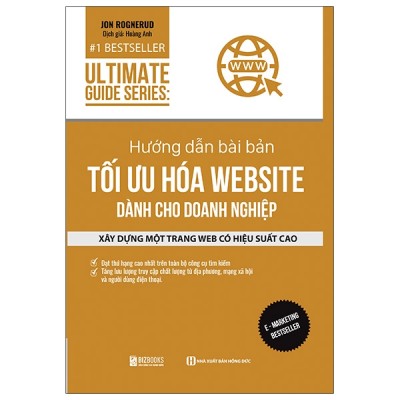 JON ROGNERUD
Dịch giả: Hoàng Anh
#1 BESTSELLER
ULTIMATE
GUIDE SERIES:
WWW
Hướng dẫn bài bản
TỐI ƯU HÓA WEBSITE
DÀNH CHO DOANH NGHIỆP
XÂY DỰNG MỘT TRANG WEB CÓ HIỆU SUẤT CAO
Đạt thứ hạng cao nhất trên toàn bộ công cụ tìm kiếm
Tăng lưu lượng truy cập chất lượng từ địa phương, mạng xã hội
và người dùng điện thoại.
E - MARKETING
BESTSELLER
BIZBOOKS
NHÀ XUẤT BẢN HỒNG ĐỨC